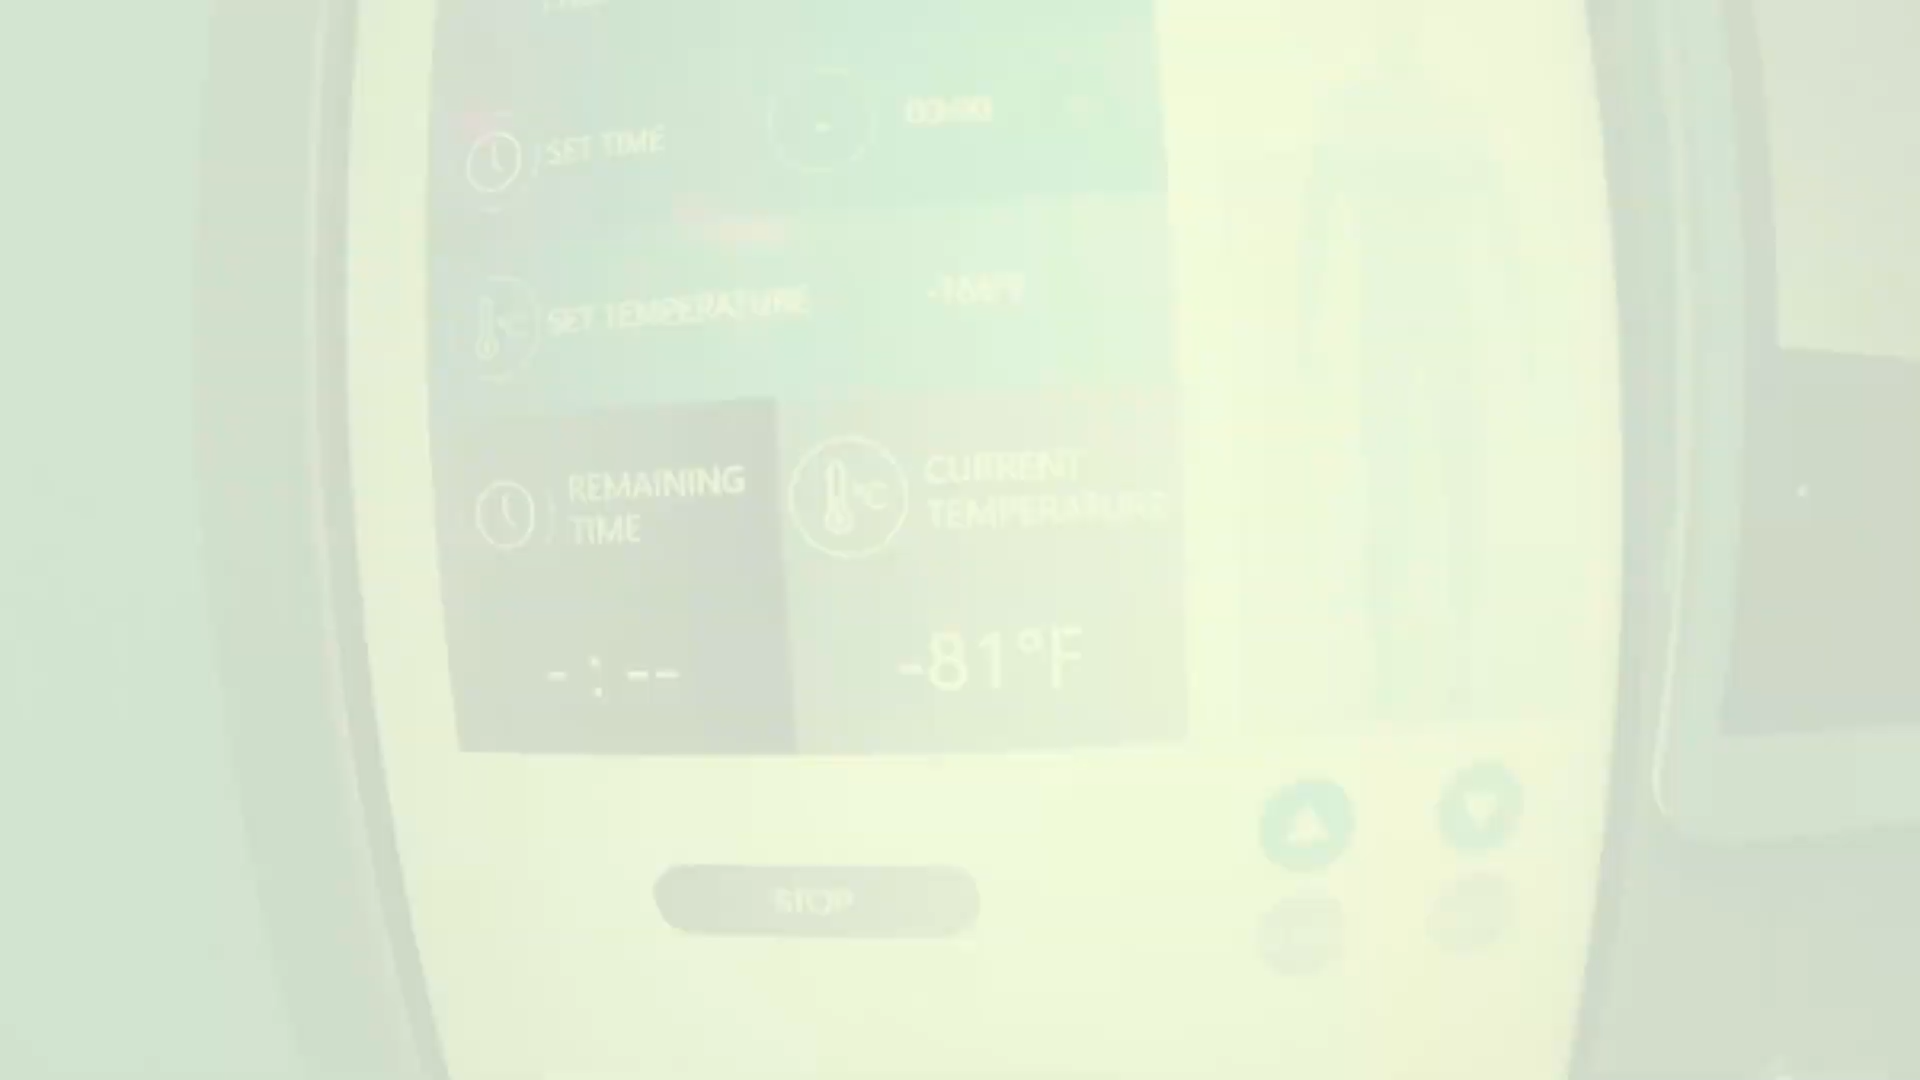 SET TIME
SET TEMPERATURE
REMAINING
TIME
CURRENT
TEMPERATURE
°C
- : --
-81°F
STOP